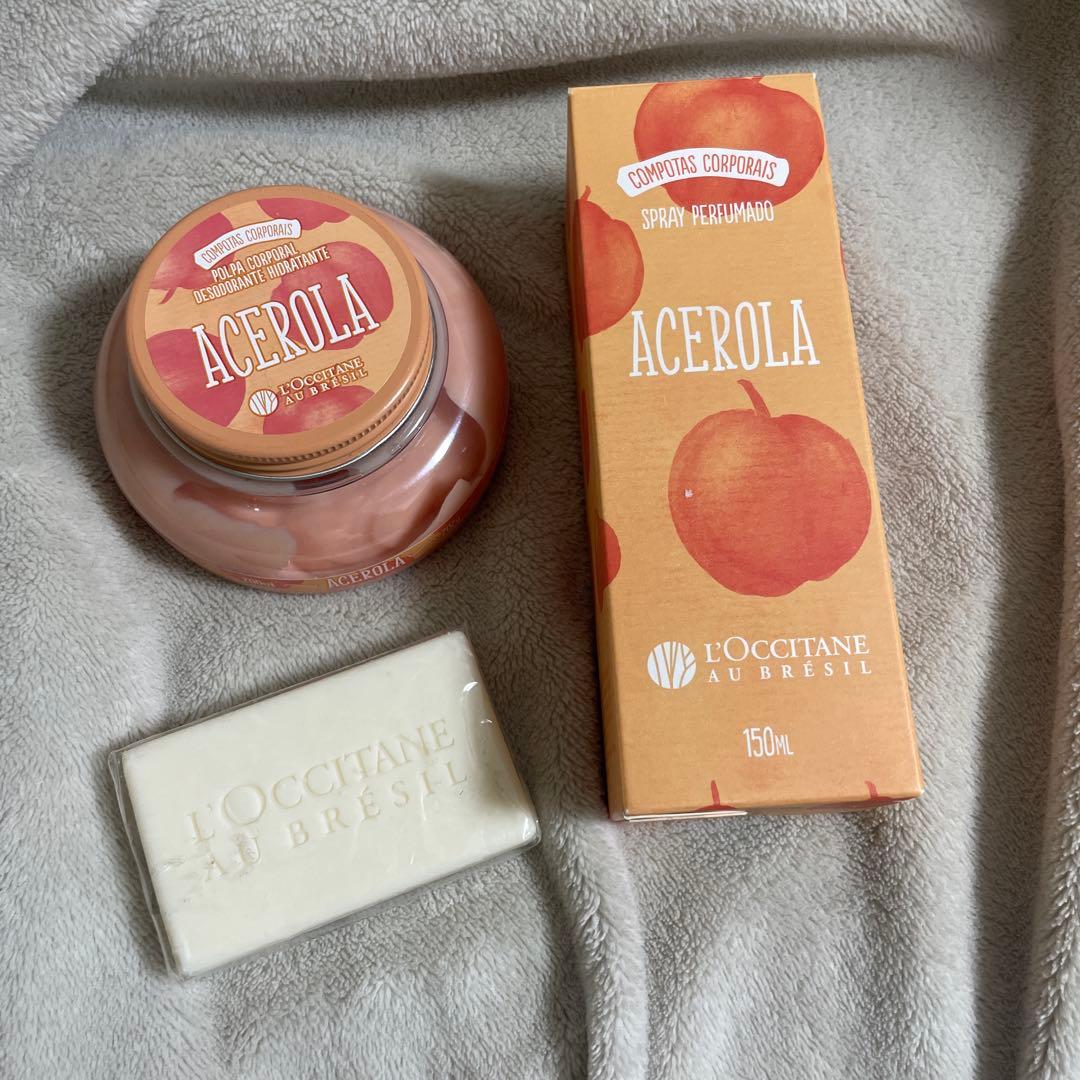 COMPOTAS CORPORAIS
POLPA CORPORAL
DESODORANTE HIDRATANTE
ACEROLA
L'OCCITANE
AU BRÉSIL
ACEROLA
COMPOTAS CORPORAIS
SPRAY PERFUMADO
ACEROLA
L'OCCITANE
AU BRÉSIL
150ML
L'OCCITANE
AU BRÉSIL